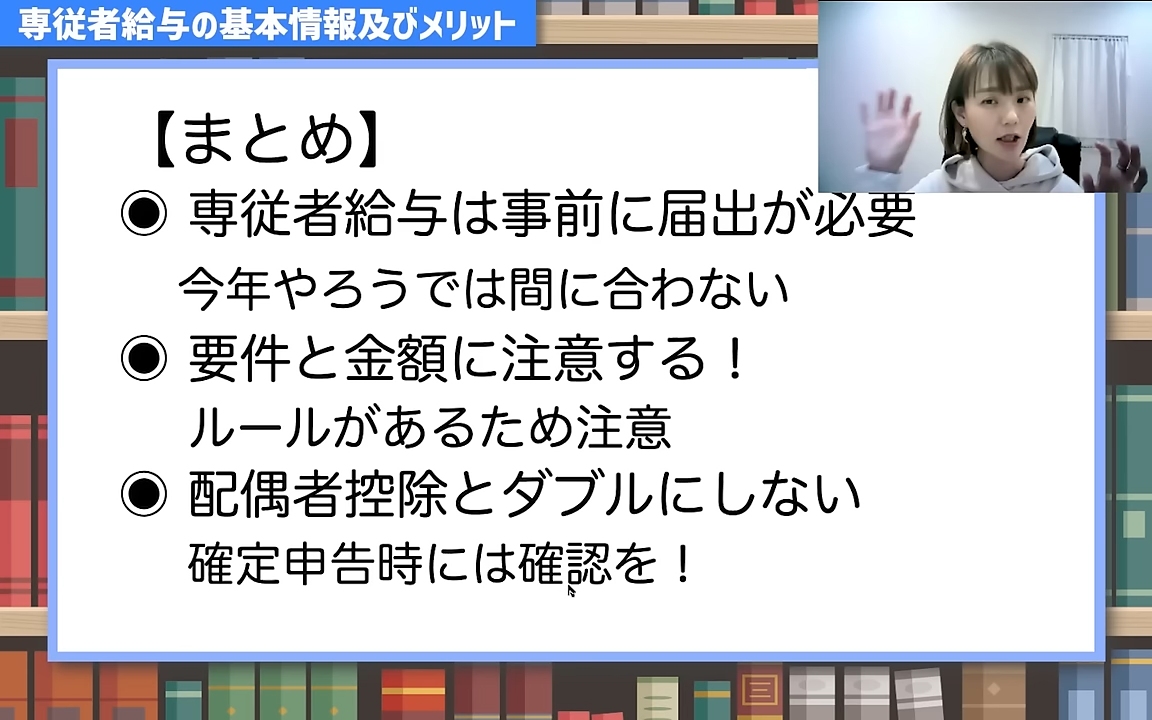 専従者給与の基本情報及びメリット
【まとめ】
◉ 専従者給与は事前に届出が必要
今年やろうでは間に合わない
◉ 要件と金額に注意する！
ルールがあるため注意
◉ 配偶者控除とダブルにしない
確定申告時には確認を！